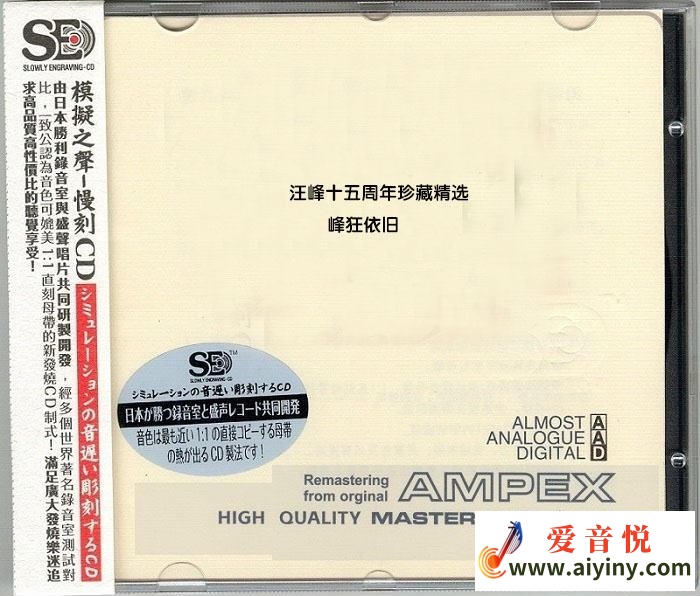 SED
SLOWLY ENGRAVING-CD
模擬之聲-慢刻CD
シミュレーションの音遅い彫刻するCD
由日本勝利錄音室與盛聲唱片共同研製開發，經多個世界著名錄音室測試對
比，一致公認為音色可媲美1:1直刻母帶的新發燒CD制式！滿足廣大發燒樂迷追
求高品質高性價比的聽覺享受！
汪峰十五周年珍藏精选
峰狂依旧
SED™
SLOWLY ENGRAVING-CD
シミュレーションの音遅い彫刻するCD
日本が勝つ録音室と盛声レコード共同開発
音色は最も近い1:1の直接コピーする母帯
の熱が出るCD製法です！
ALMOST A
ANALOGUE A
DIGITAL D
Remastering
from orginal AMPEX
HIGH QUALITY MASTER
爱音悦
www.aiyiny.com